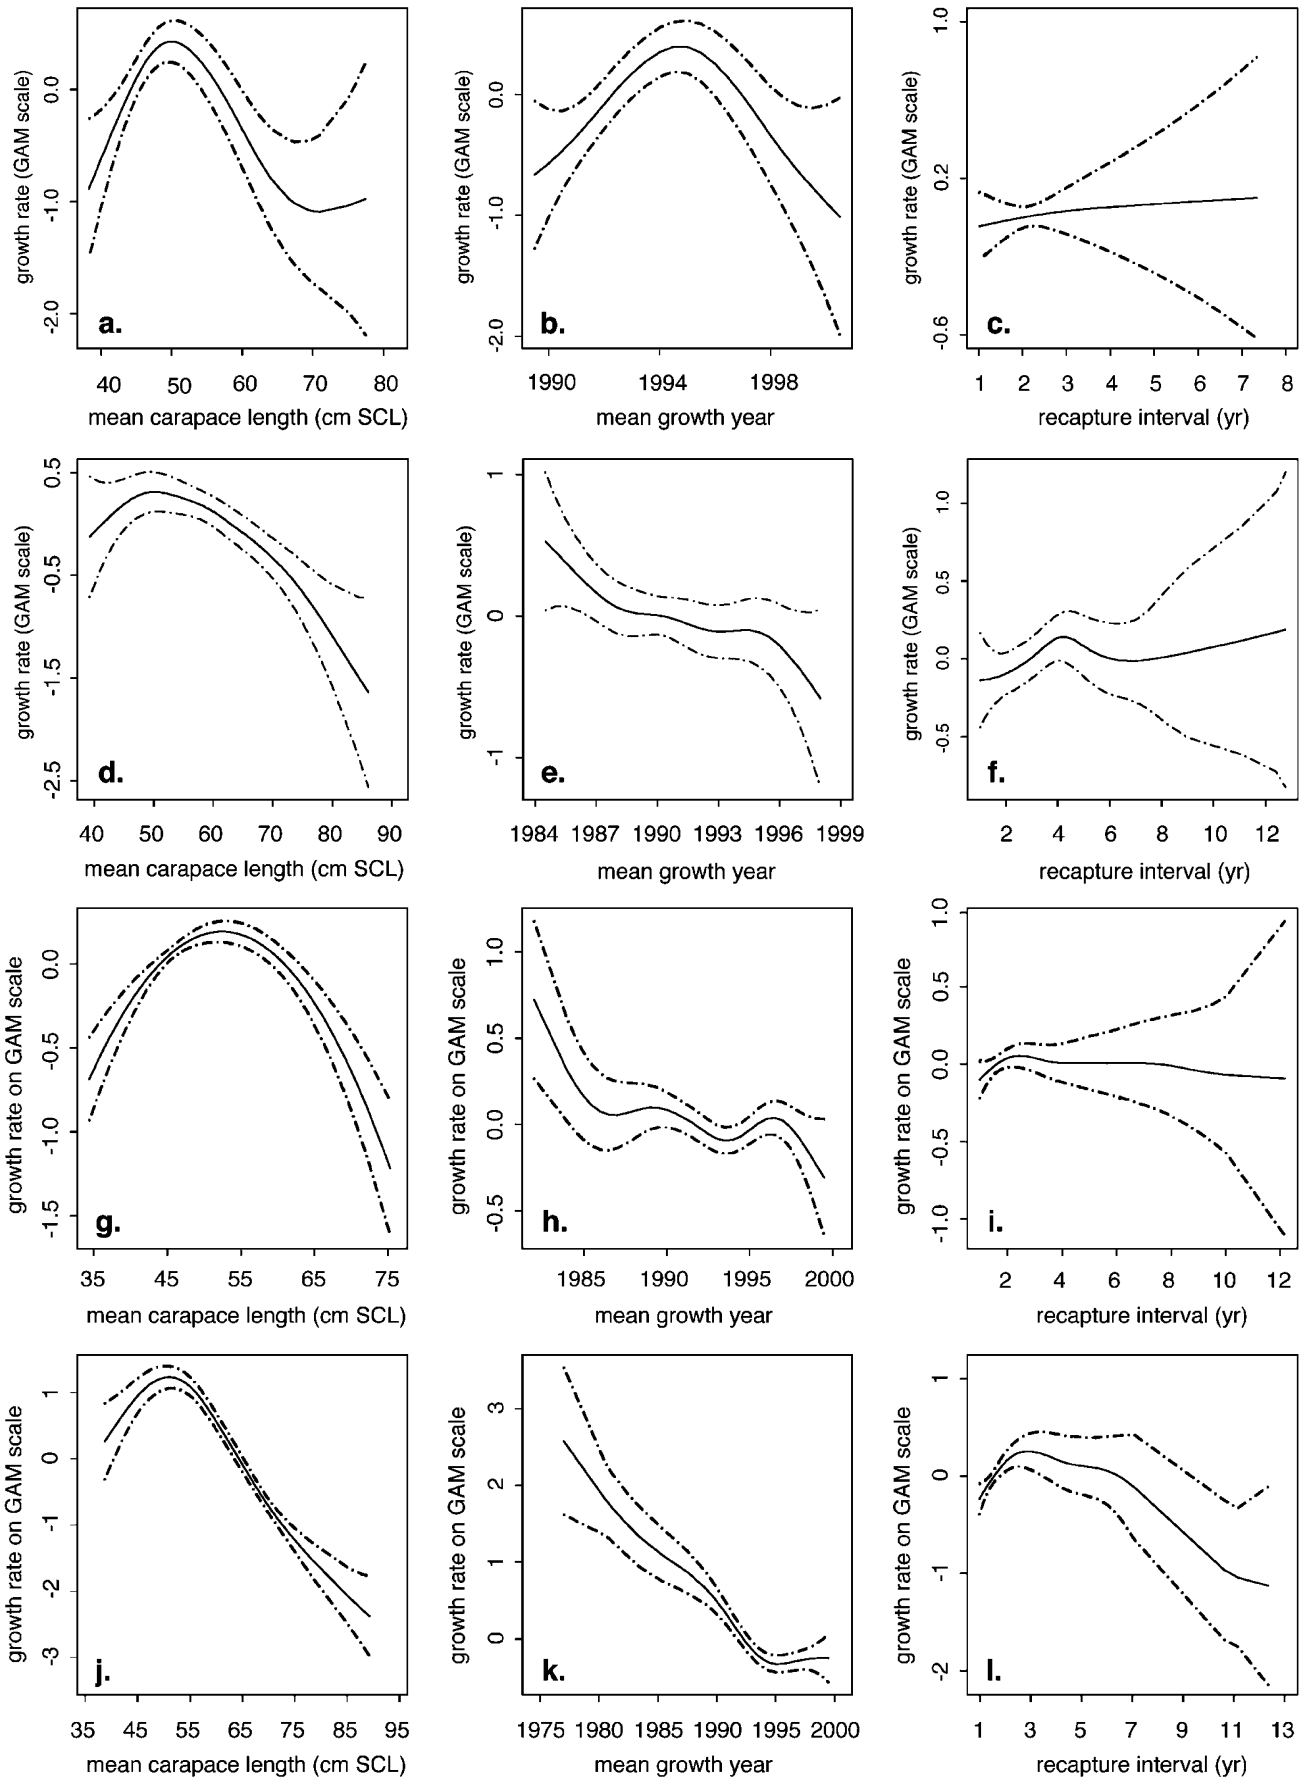 growth rate (GAM scale)
0.0
-1.0
-2.0
a.
40 50 60 70 80
mean carapace length (cm SCL)
growth rate (GAM scale)
0.0
-1.0
-2.0
b.
1990 1994 1998
mean growth year
growth rate (GAM scale)
1.0
0.2
-0.6
c.
1 2 3 4 5 6 7 8
recapture interval (yr)
growth rate (GAM scale)
0.5
-0.5
-1.5
-2.5
d.
40 50 60 70 80 90
mean carapace length (cm SCL)
growth rate (GAM scale)
1
0
-1
e.
1984 1987 1990 1993 1996 1999
mean growth year
growth rate (GAM scale)
1.0
0.5
0.0
-0.5
f.
2 4 6 8 10 12
recapture interval (yr)
growth rate on GAM scale
0.0
-0.5
-1.0
-1.5
g.
35 45 55 65 75
mean carapace length (cm SCL)
growth rate on GAM scale
1.0
0.5
0.0
-0.5
h.
1985 1990 1995 2000
mean growth year
growth rate on GAM scale
1.0
0.5
0.0
-0.5
-1.0
i.
2 4 6 8 10 12
recapture interval (yr)
growth rate on GAM scale
1
0
-1
-2
-3
j.
35 45 55 65 75 85 95
mean carapace length (cm SCL)
growth rate on GAM scale
3
2
1
0
k.
1975 1980 1985 1990 1995 2000
mean growth year
growth rate on GAM scale
1
0
-1
-2
l.
1 3 5 7 9 11 13
recapture interval (yr)